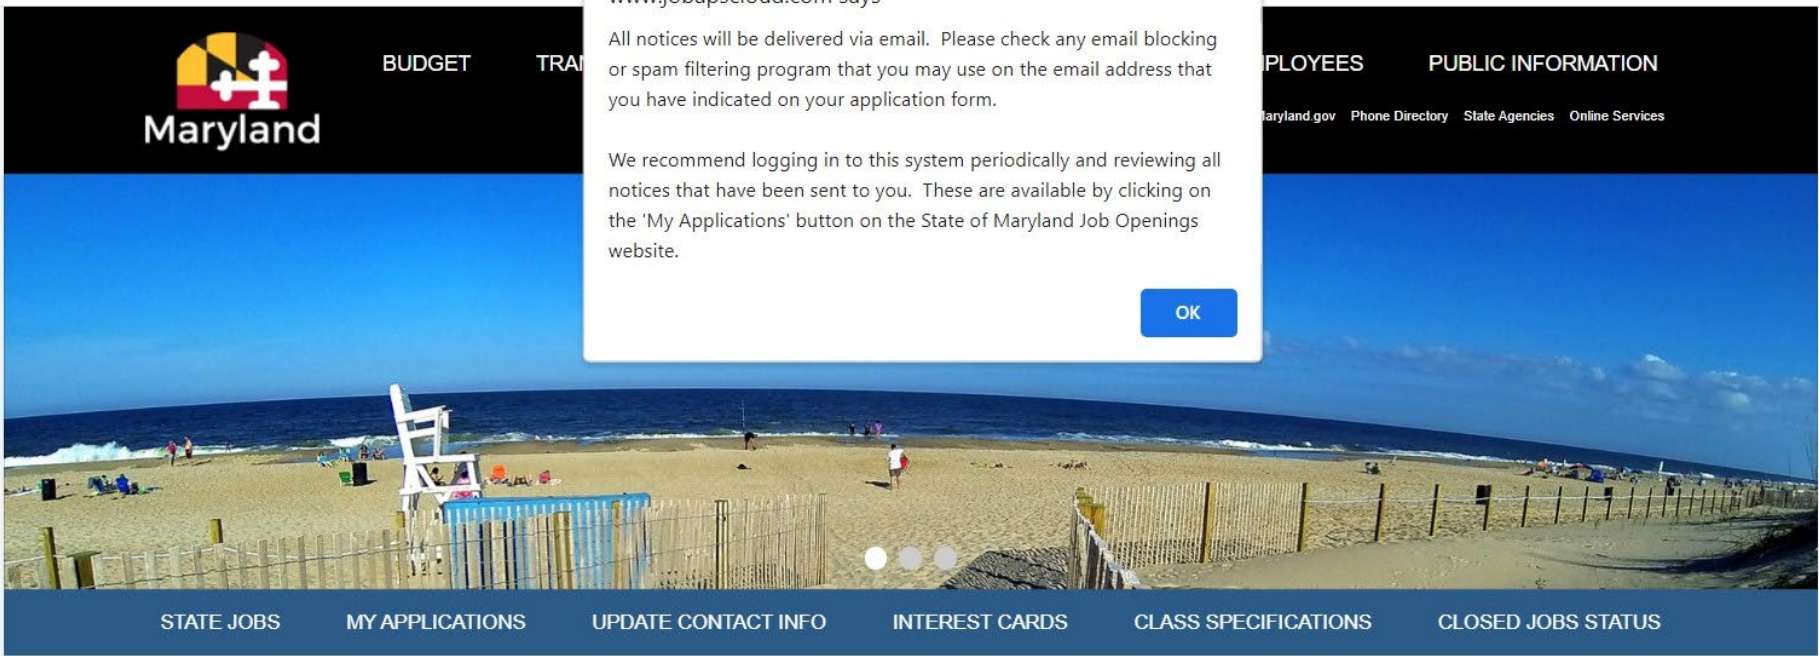 www.jobapscloud.com says
All notices will be delivered via email. Please check any email blocking
or spam filtering program that you may use on the email address that
you have indicated on your application form.
We recommend logging in to this system periodically and reviewing all
notices that have been sent to you. These are available by clicking on
the 'My Applications' button on the State of Maryland Job Openings
website.
OK
Maryland
BUDGET
PUBLIC INFORMATION
Phone Directory State Agencies Online Services
STATE JOBS MY APPLICATIONS UPDATE CONTACT INFO INTEREST CARDS CLASS SPECIFICATIONS CLOSED JOBS STATUS